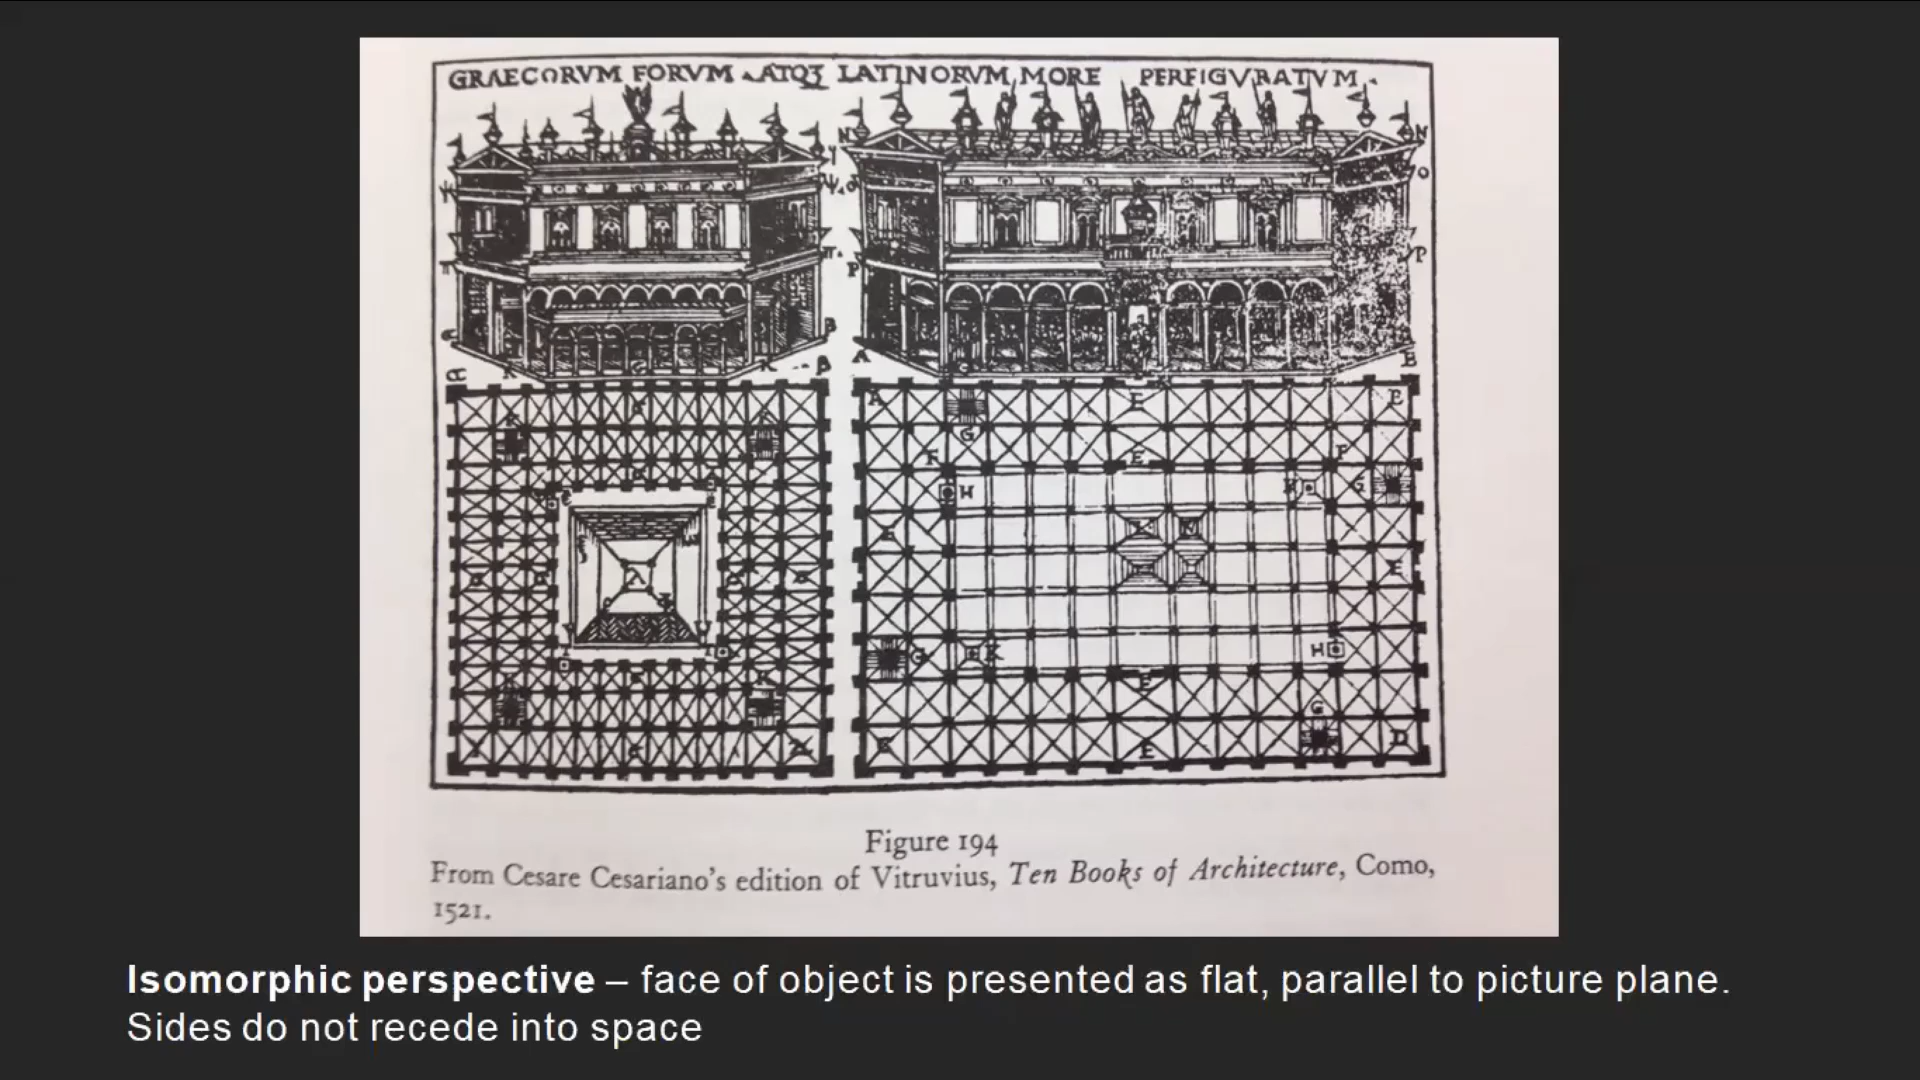 GRAECORVM FORVM ATQ3 LATINORVM MORE PERFIGVRATVM.
Figure 194
From Cesare Cesariano's edition of Vitruvius, Ten Books of Architecture, Como,
1521.
Isomorphic perspective – face of object is presented as flat, parallel to picture plane.
Sides do not recede into space